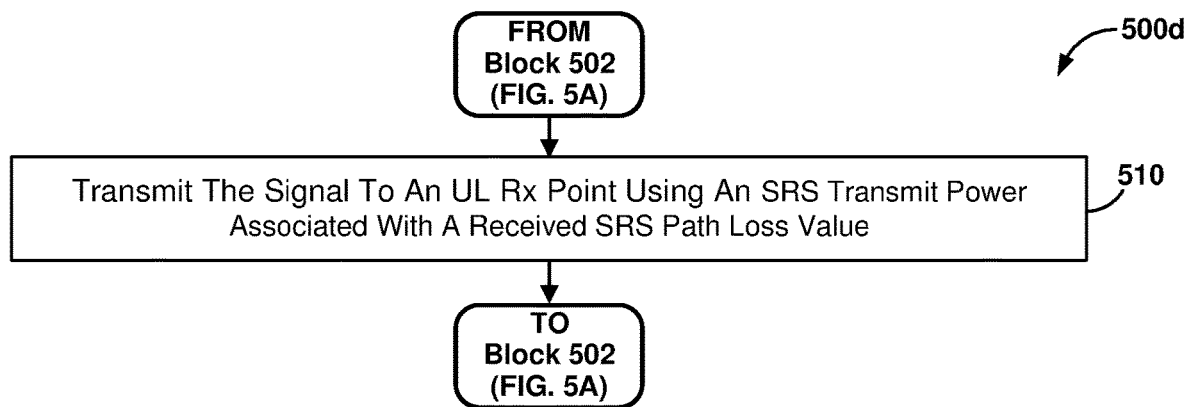 FROM
Block 502
(FIG. 5A)
500d
Transmit The Signal To An UL Rx Point Using An SRS Transmit Power
Associated With A Received SRS Path Loss Value
510
TO
Block 502
(FIG. 5A)